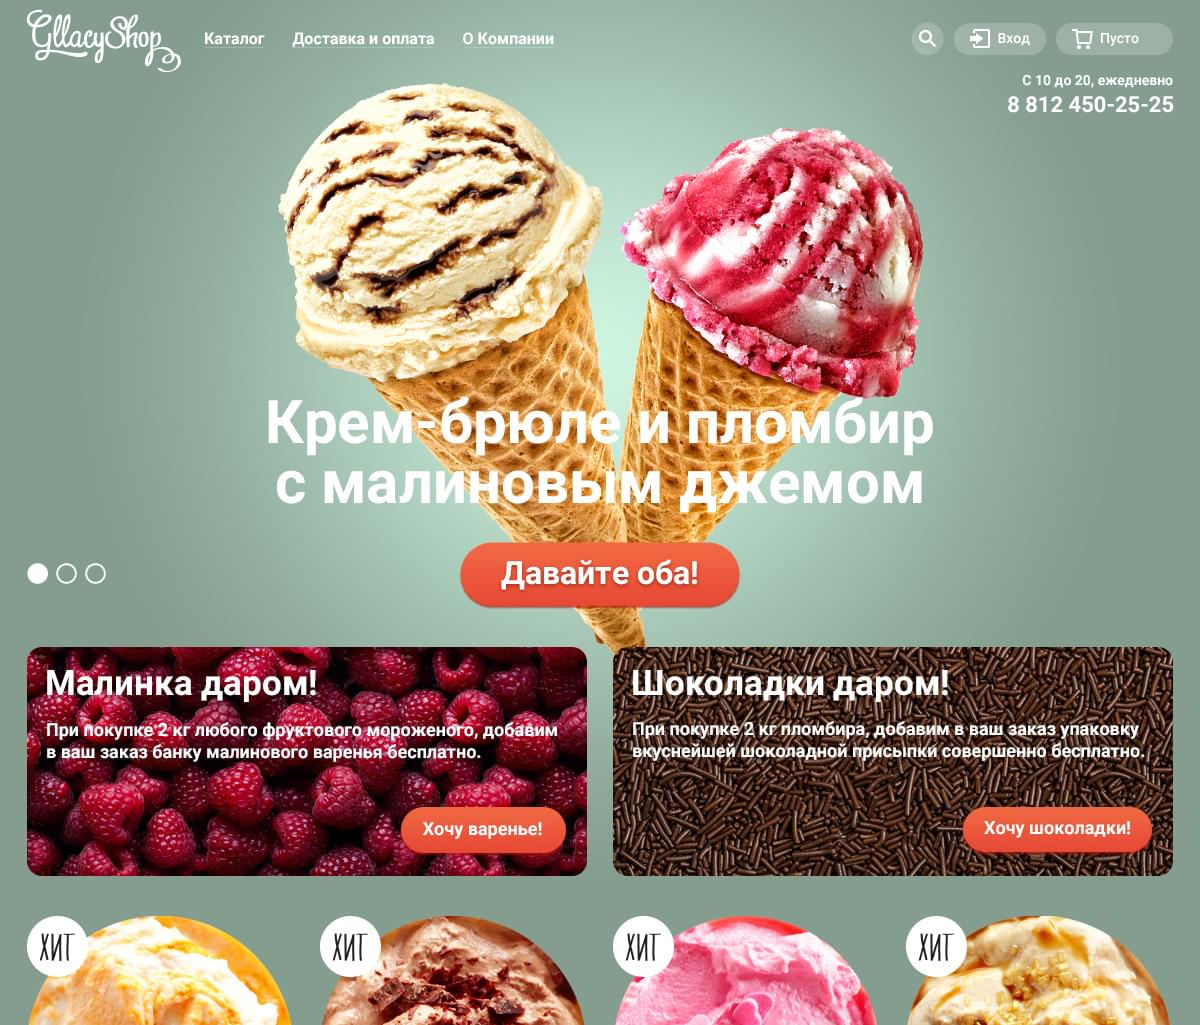 GllacyShop
Каталог
Доставка и оплата
О Компании
Вход
Пусто
С 10 до 20, ежедневно
8 812 450-25-25
Крем-брюле и пломбир
с малиновым джемом
Давайте оба!
Малинка даром!
При покупке 2 кг любого фруктового мороженого, добавим
в ваш заказ банку малинового варенья бесплатно.
Хочу варенье!
Шоколадки даром!
При покупке 2 кг пломбира, добавим в ваш заказ упаковку
вкуснейшей шоколадной присыпки совершенно бесплатно.
Хочу шоколадки!
ХИТ
ХИТ
ХИТ
ХИТ